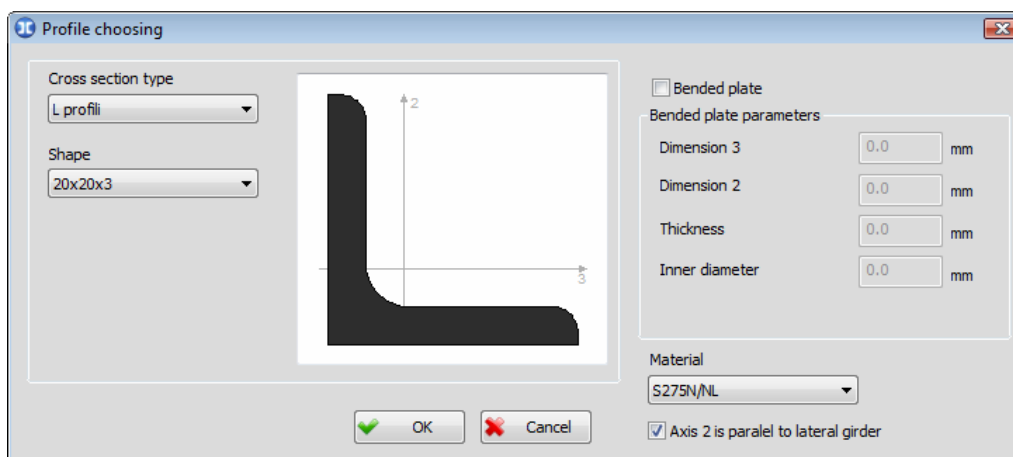 Profile choosing
Cross section type
L profili
Shape
20x20x3
2
3
Bended plate
Bended plate parameters
Dimension 3 0.0 mm
Dimension 2 0.0 mm
Thickness 0.0 mm
Inner diameter 0.0 mm
Material
S275N/NL
Axis 2 is paralel to lateral girder
OK Cancel